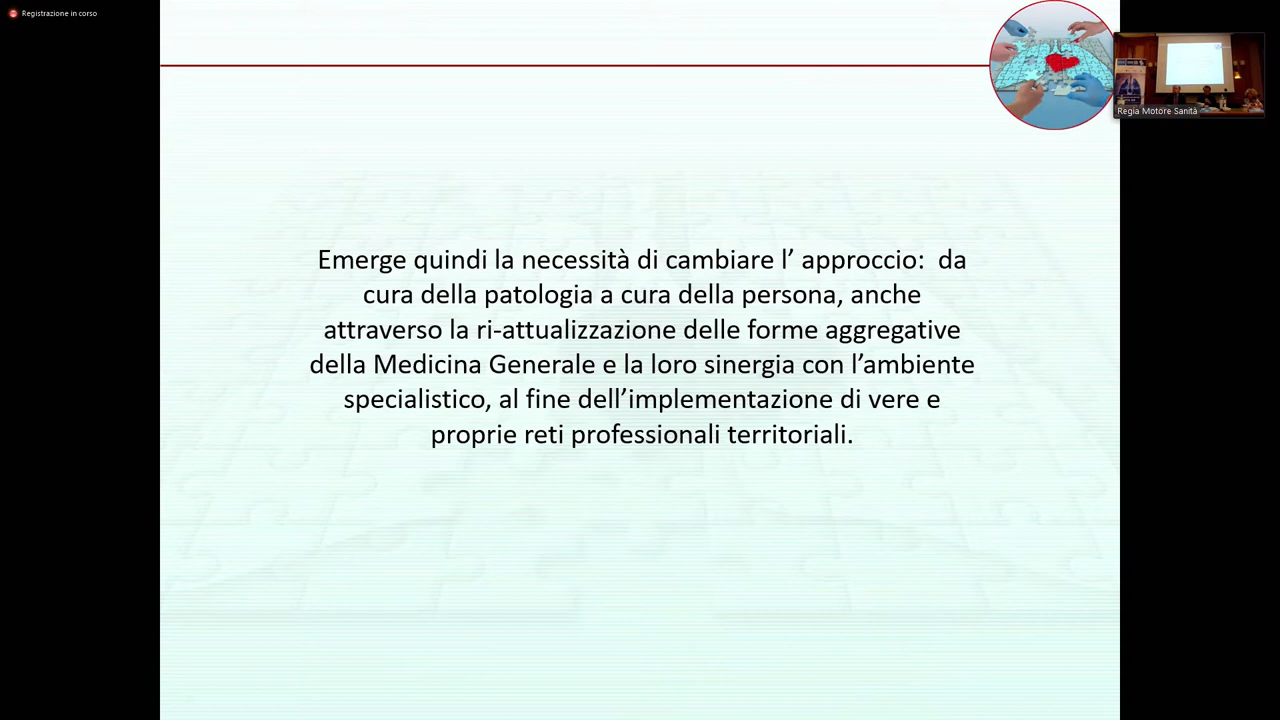 Registrazione in corso
Regia Motore Sanità
Emerge quindi la necessità di cambiare l’ approccio:  da
cura della patologia a cura della persona, anche
attraverso la ri-attualizzazione delle forme aggregative
della Medicina Generale e la loro sinergia con l’ambiente
specialistico, al fine dell’implementazione di vere e
proprie reti professionali territoriali.